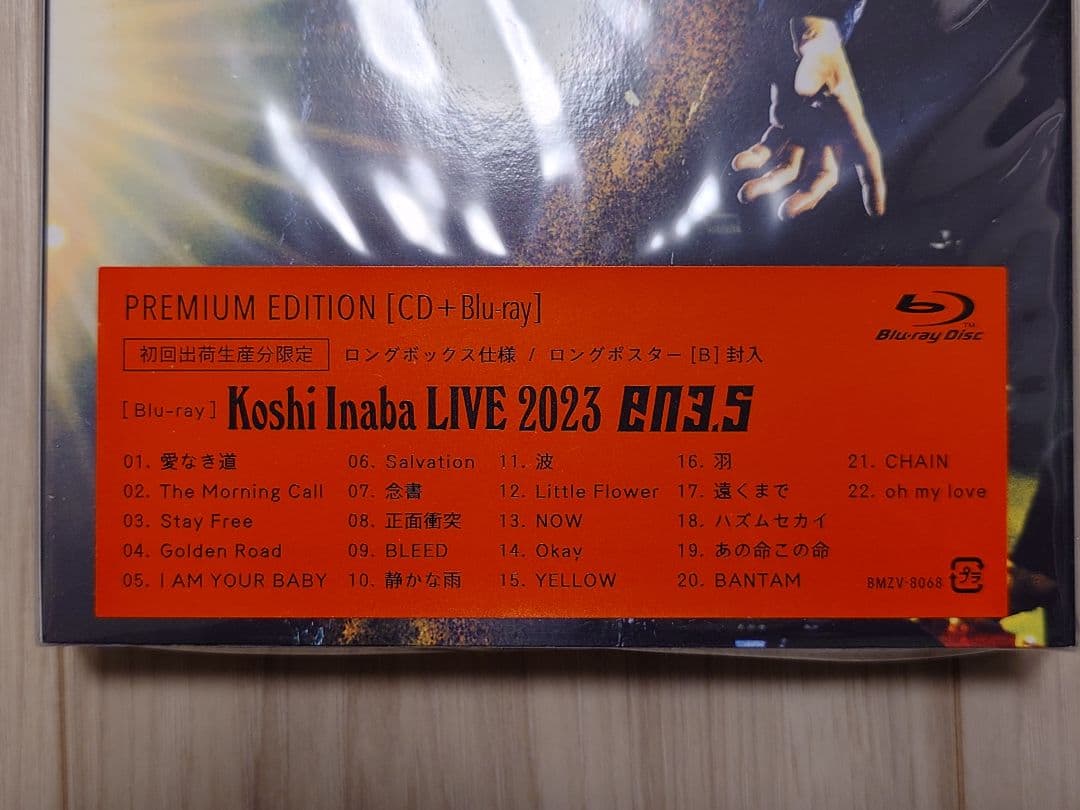 PREMIUM EDITION [CD+Blu-ray]
Blu-ray Disc™
初回出荷生産分限定 ロングボックス仕様 / ロングポスター [B] 封入
[Blu-ray] Koshi Inaba LIVE 2023 en3.5
01. 愛なき道
02. The Morning Call
03. Stay Free
04. Golden Road
05. I AM YOUR BABY
06. Salvation
07. 念書
08. 正面衝突
09. BLEED
10. 静かな雨
11. 波
12. Little Flower
13. NOW
14. Okay
15. YELLOW
16. 羽
17. 遠くまで
18. ハズムセカイ
19. あの命この命
20. BANTAM
21. CHAIN
22. oh my love
BMZV-8068 プラ